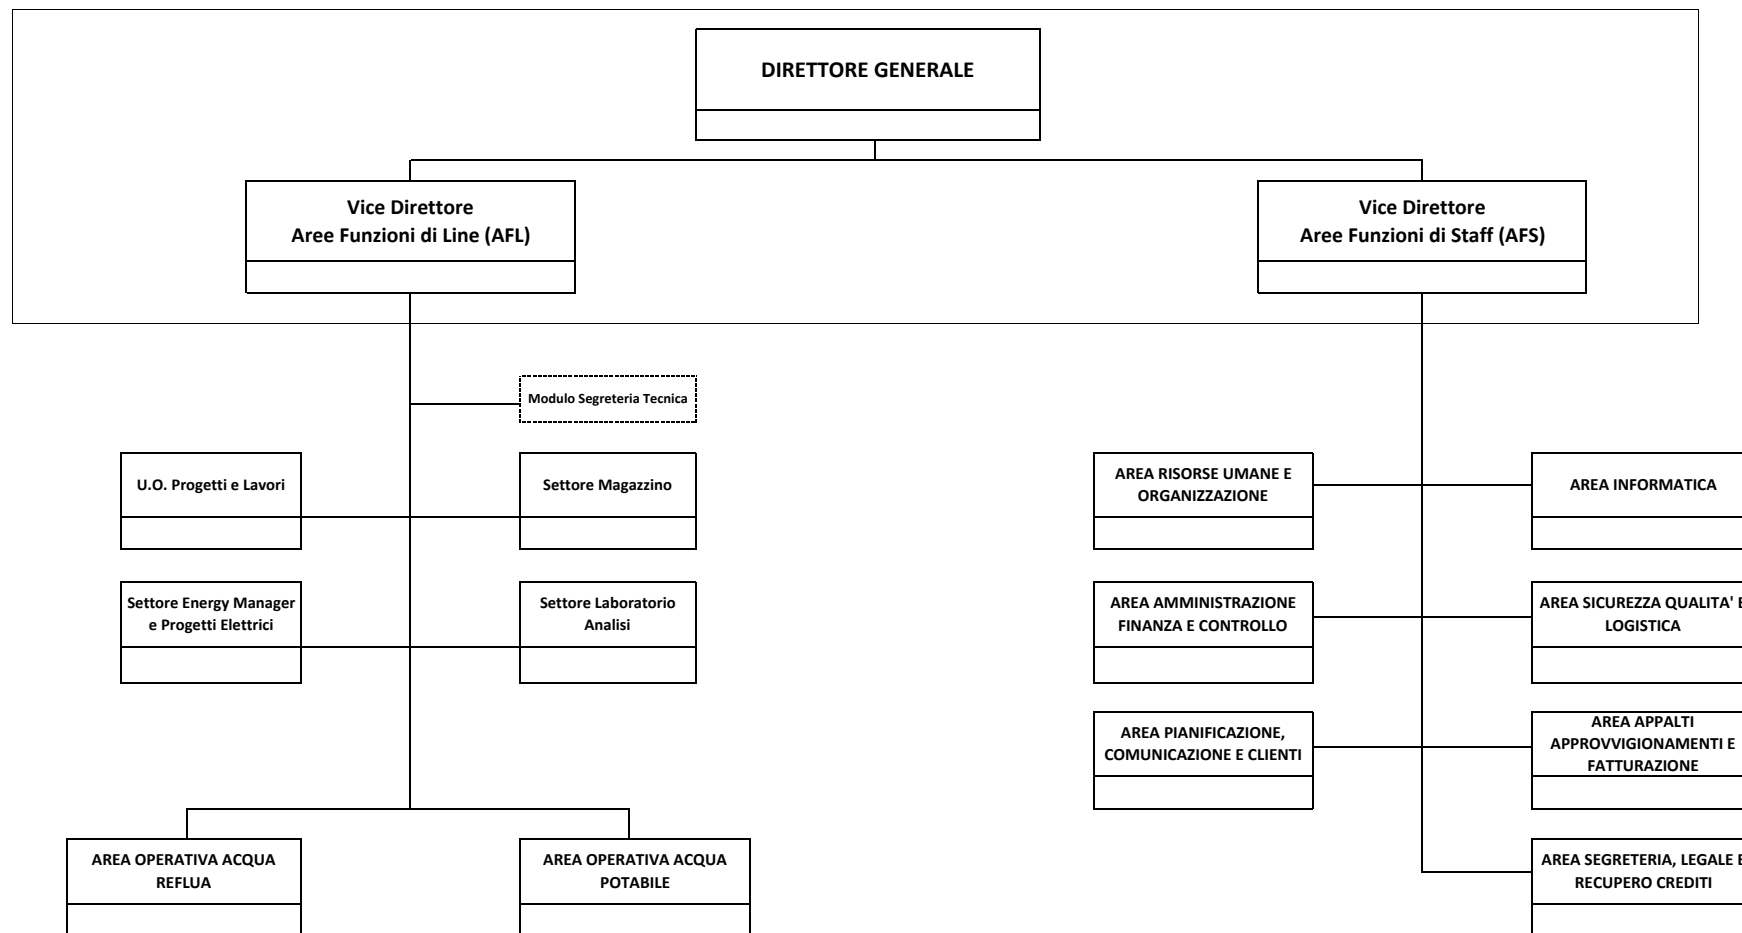 DIRETTORE GENERALE
Vice Direttore
Aree Funzioni di Line (AFL)
Vice Direttore
Aree Funzioni di Staff (AFS)
Modulo Segreteria Tecnica
U.O. Progetti e Lavori
Settore Magazzino
AREA RISORSE UMANE E
ORGANIZZAZIONE
AREA INFORMATICA
Settore Energy Manager
e Progetti Elettrici
Settore Laboratorio
Analisi
AREA AMMINISTRAZIONE
FINANZA E CONTROLLO
AREA SICUREZZA QUALITA' E
LOGISTICA
AREA PIANIFICAZIONE,
COMUNICAZIONE E CLIENTI
AREA APPALTI
APPROVVIGIONAMENTI E
FATTURAZIONE
AREA OPERATIVA ACQUA
REFLUA
AREA OPERATIVA ACQUA
POTABILE
AREA SEGRETERIA, LEGALE E
RECUPERO CREDITI